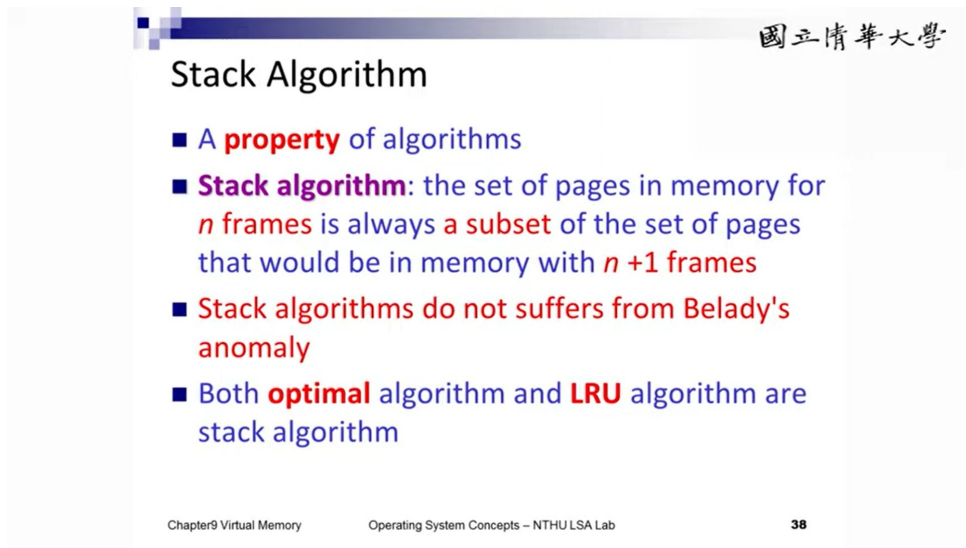 國立清華大學
Stack Algorithm
A property of algorithms
Stack algorithm: the set of pages in memory for
n frames is always a subset of the set of pages
that would be in memory with n +1 frames
Stack algorithms do not suffers from Belady's
anomaly
Both optimal algorithm and LRU algorithm are
stack algorithm
Chapter9 Virtual Memory
Operating System Concepts – NTHU LSA Lab
38